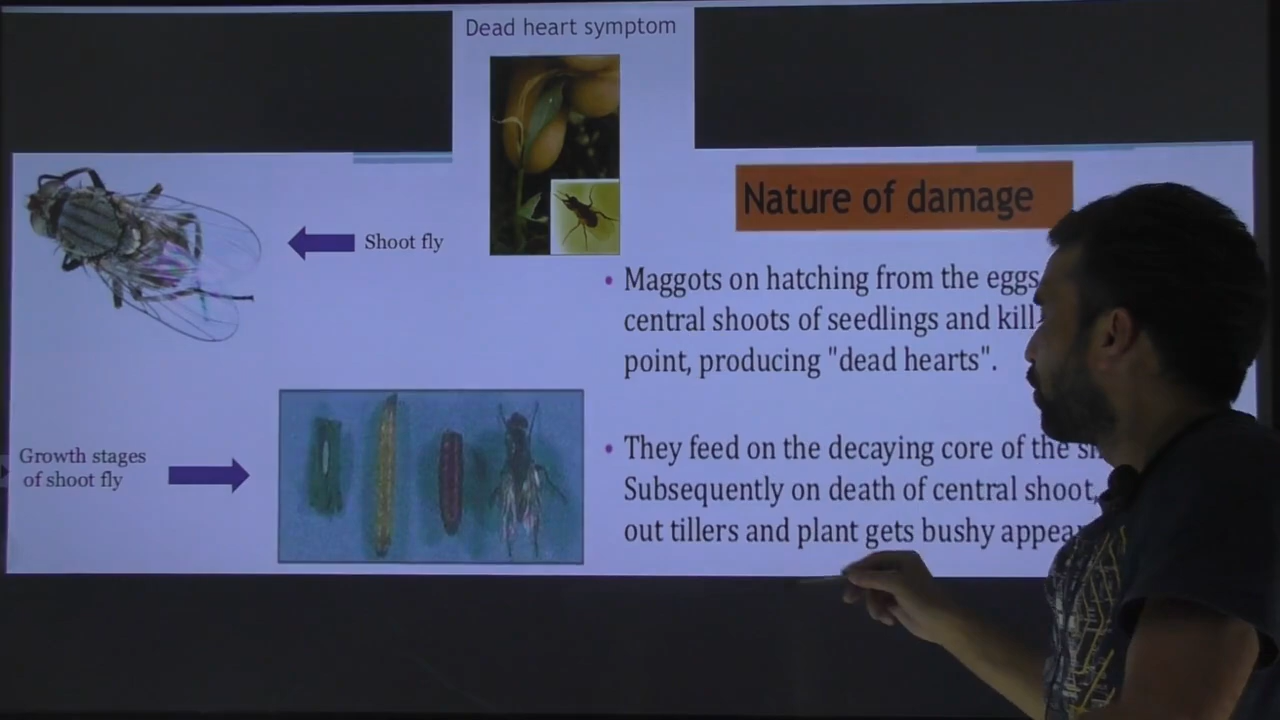 Dead heart symptom
Shoot fly
Growth stages
of shoot fly
Nature of damage
• Maggots on hatching from the eggs
central shoots of seedlings and kill
point, producing "dead hearts".
• They feed on the decaying core of the
Subsequently on death of central shoot,
out tillers and plant gets bushy